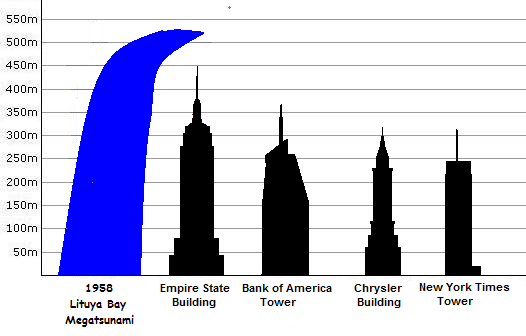 550m
500m
450m
400m
350m
300m
250m
200m
150m
100m
50m
1958
Lituya Bay
Megatsunami
Empire State
Building
Bank of America
Tower
Chrysler
Building
New York Times
Tower